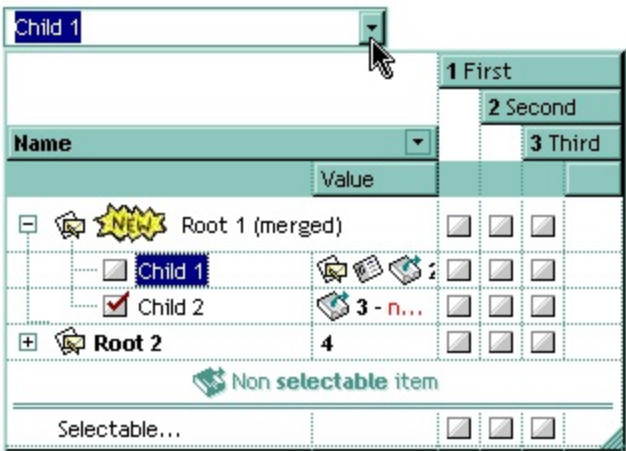 Child 1
1 First
2 Second
Name
3 Third
Value
NEW Root 1 (merged)
Child 1
Child 2 3 - n...
Root 2 4
Non selectable item
Selectable...